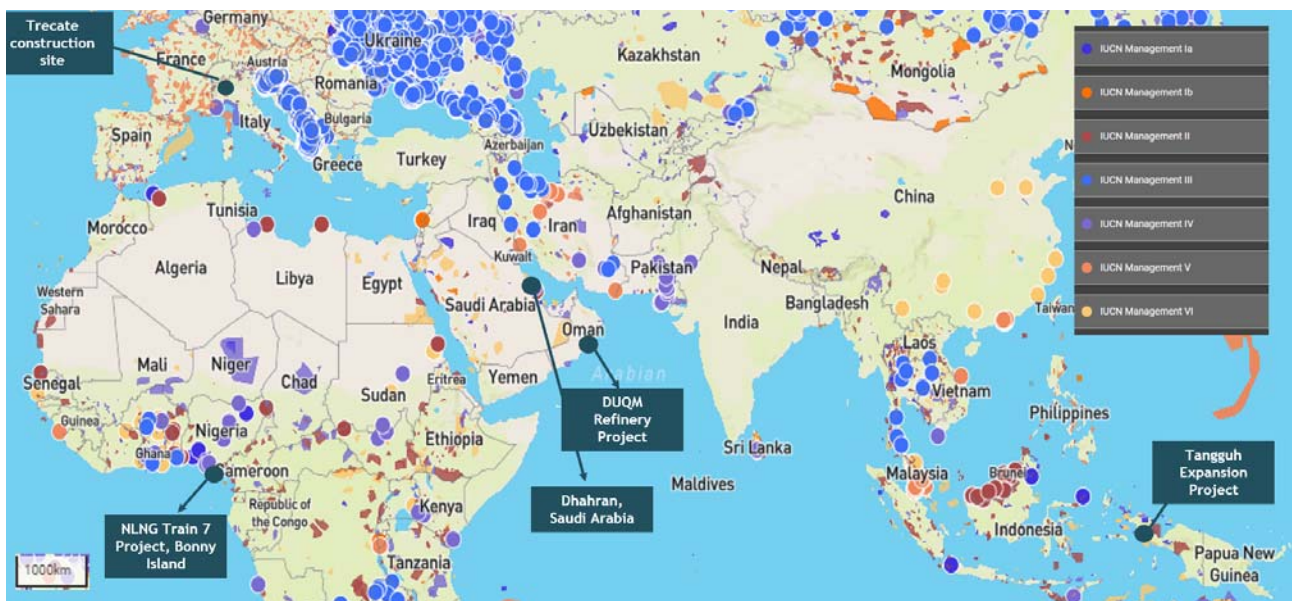 Trecate
construction
site
Germany
Ukraine
Kazakhstan
Mongolia
France
Austria
Romania
Bulgaria
Italy
Spain
Greece
Turkey
Azerbaijan
Uzbekistan
China
Morocco
Tunisia
Iraq
Iran
Afghanistan
Kuwait
Pakistan
Nepal
Algeria
Libya
Egypt
Saudi Arabia
Bangladesh
Taiwan
Western
Sahara
Oman
India
Laos
Mali
Niger
Chad
Sudan
Eritrea
Yemen
Arabian
Vietnam
Senegal
Guinea
Nigeria
Ethiopia
Philippines
Ghana
Cameroon
Sri Lanka
Maldives
Malaysia
Brunei
Republic of
the Congo
Kenya
Indonesia
Tanzania
Papua New
Guinea
IUCN Management Ia
IUCN Management Ib
IUCN Management II
IUCN Management III
IUCN Management IV
IUCN Management V
IUCN Management VI
DUQM
Refinery
Project
Dhahran,
Saudi Arabia
NLNG Train 7
Project, Bonny
Island
Tangguh
Expansion
Project
1000km